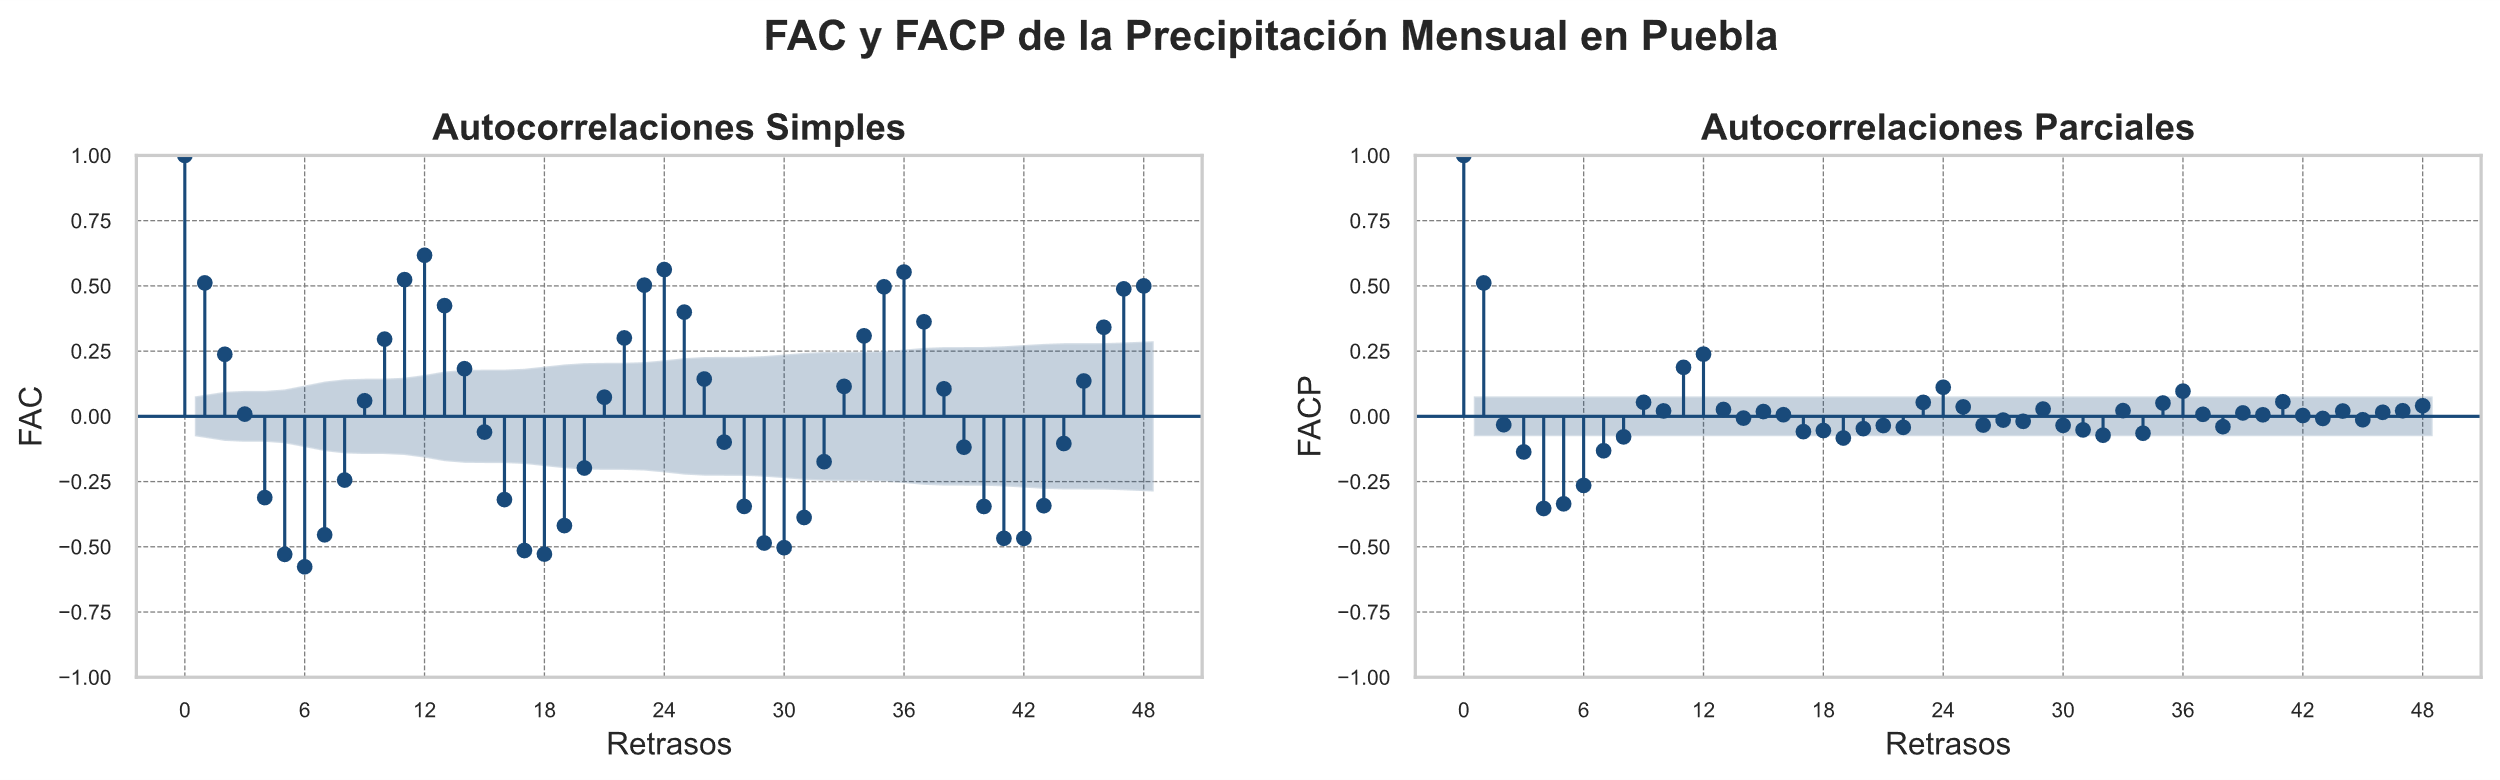 FAC y FACP de la Precipitación Mensual en Puebla
Autocorrelaciones Simples
1.00
0.75
0.50
0.25
0.00
−0.25
−0.50
−0.75
−1.00
FAC
0 6 12 18 24 30 36 42 48
Retrasos
Autocorrelaciones Parciales
1.00
0.75
0.50
0.25
0.00
−0.25
−0.50
−0.75
−1.00
FACP
0 6 12 18 24 30 36 42 48
Retrasos